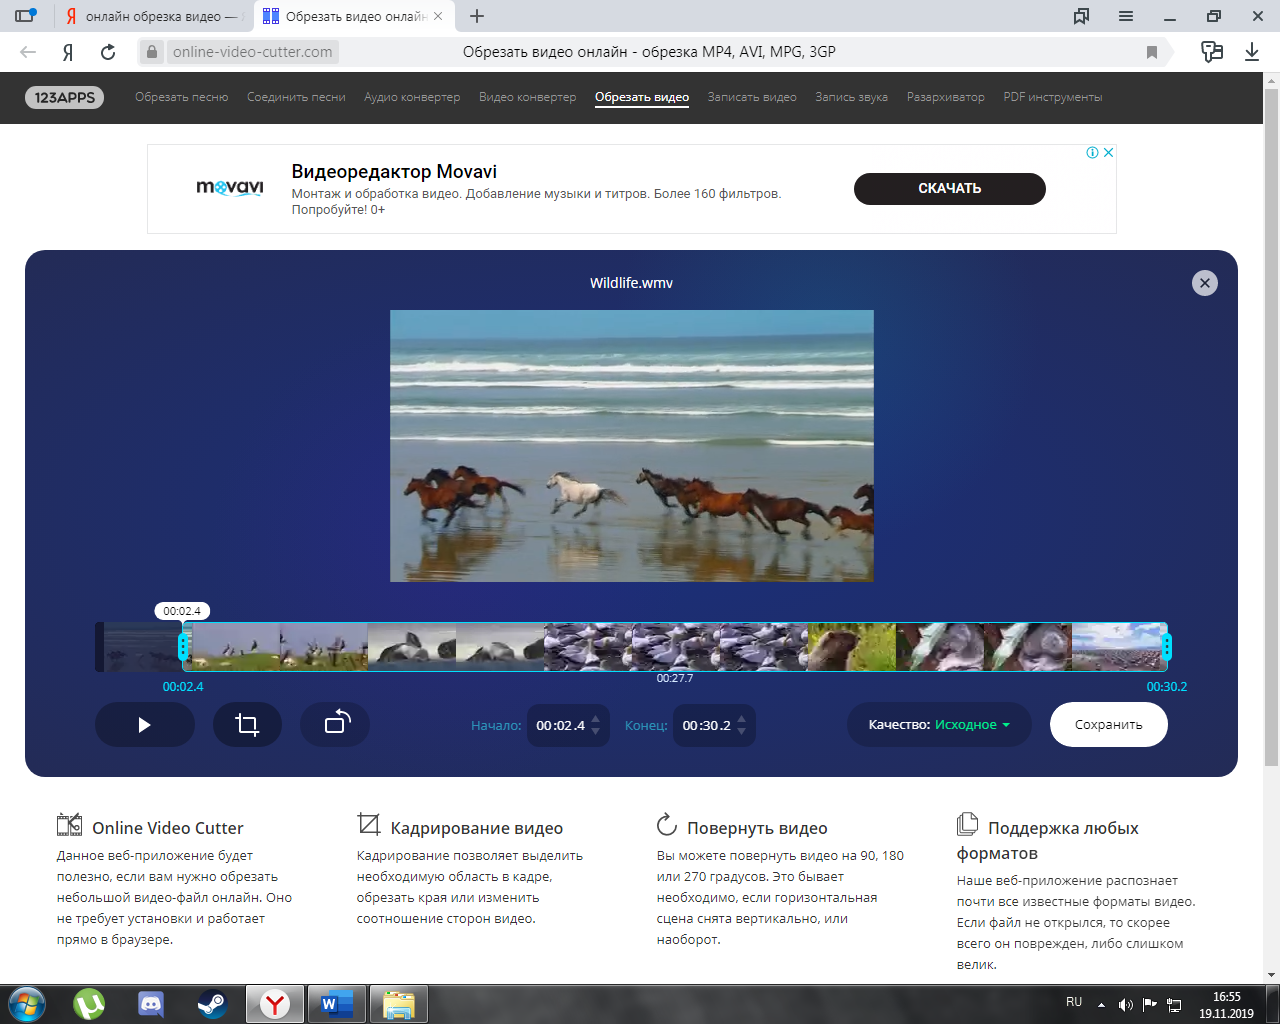 онлайн обрезка видео —
Обрезать видео онлайн
Я
online-video-cutter.com
Обрезать видео онлайн - обрезка MP4, AVI, MPG, 3GP
123APPS
Обрезать песню
Соединить песни
Аудио конвертер
Видео конвертер
Обрезать видео
Записать видео
Запись звука
Разархиватор
PDF инструменты
movavi
Видеоредактор Movavi
Монтаж и обработка видео. Добавление музыки и титров. Более 160 фильтров.
Попробуйте! 0+
СКАЧАТЬ
Wildlife.wmv
00:02.4
00:27.7
00:02.4
00:30.2
Начало: 00:02.4
Конец: 00:30.2
Качество: Исходное
Сохранить
Online Video Cutter
Данное веб-приложение будет
полезно, если вам нужно обрезать
небольшой видео-файл онлайн. Оно
не требует установки и работает
прямо в браузере.
Кадрирование видео
Кадрирование позволяет выделить
необходимую область в кадре,
обрезать края или изменить
соотношение сторон видео.
Повернуть видео
Вы можете повернуть видео на 90, 180
или 270 градусов. Это бывает
необходимо, если горизонтальная
сцена снята вертикально, или
наоборот.
Поддержка любых
форматов
Наше веб-приложение распознает
почти все известные форматы видео.
Если файл не открылся, то скорее
всего он поврежден, либо слишком
велик.
RU
16:55
19.11.2019